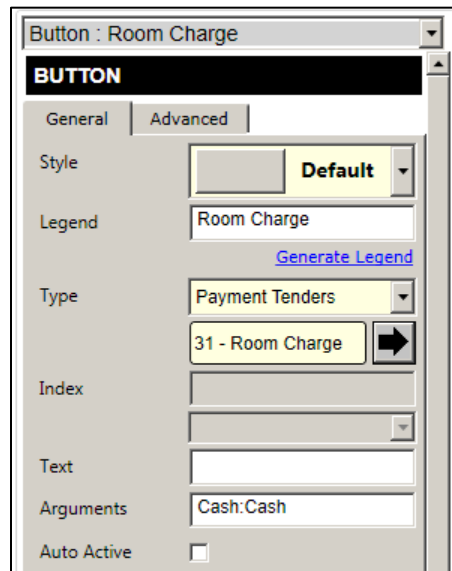 Button : Room Charge
BUTTON
General Advanced
Style Default
Legend Room Charge
Generate Legend
Type Payment Tenders
31 - Room Charge
Index
Text
Arguments Cash:Cash
Auto Active